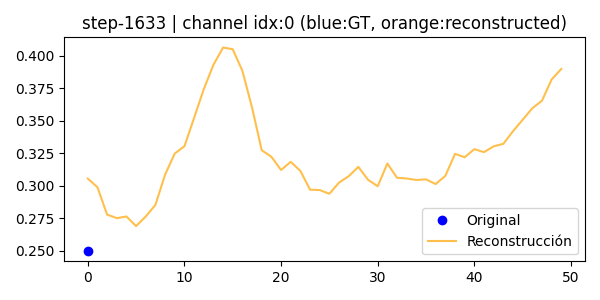 step-1633 | channel idx:0 (blue:GT, orange:reconstructed)
0.400
0.375
0.350
0.325
0.300
0.275
0.250
Original
Reconstrucción
0 10 20 30 40 50